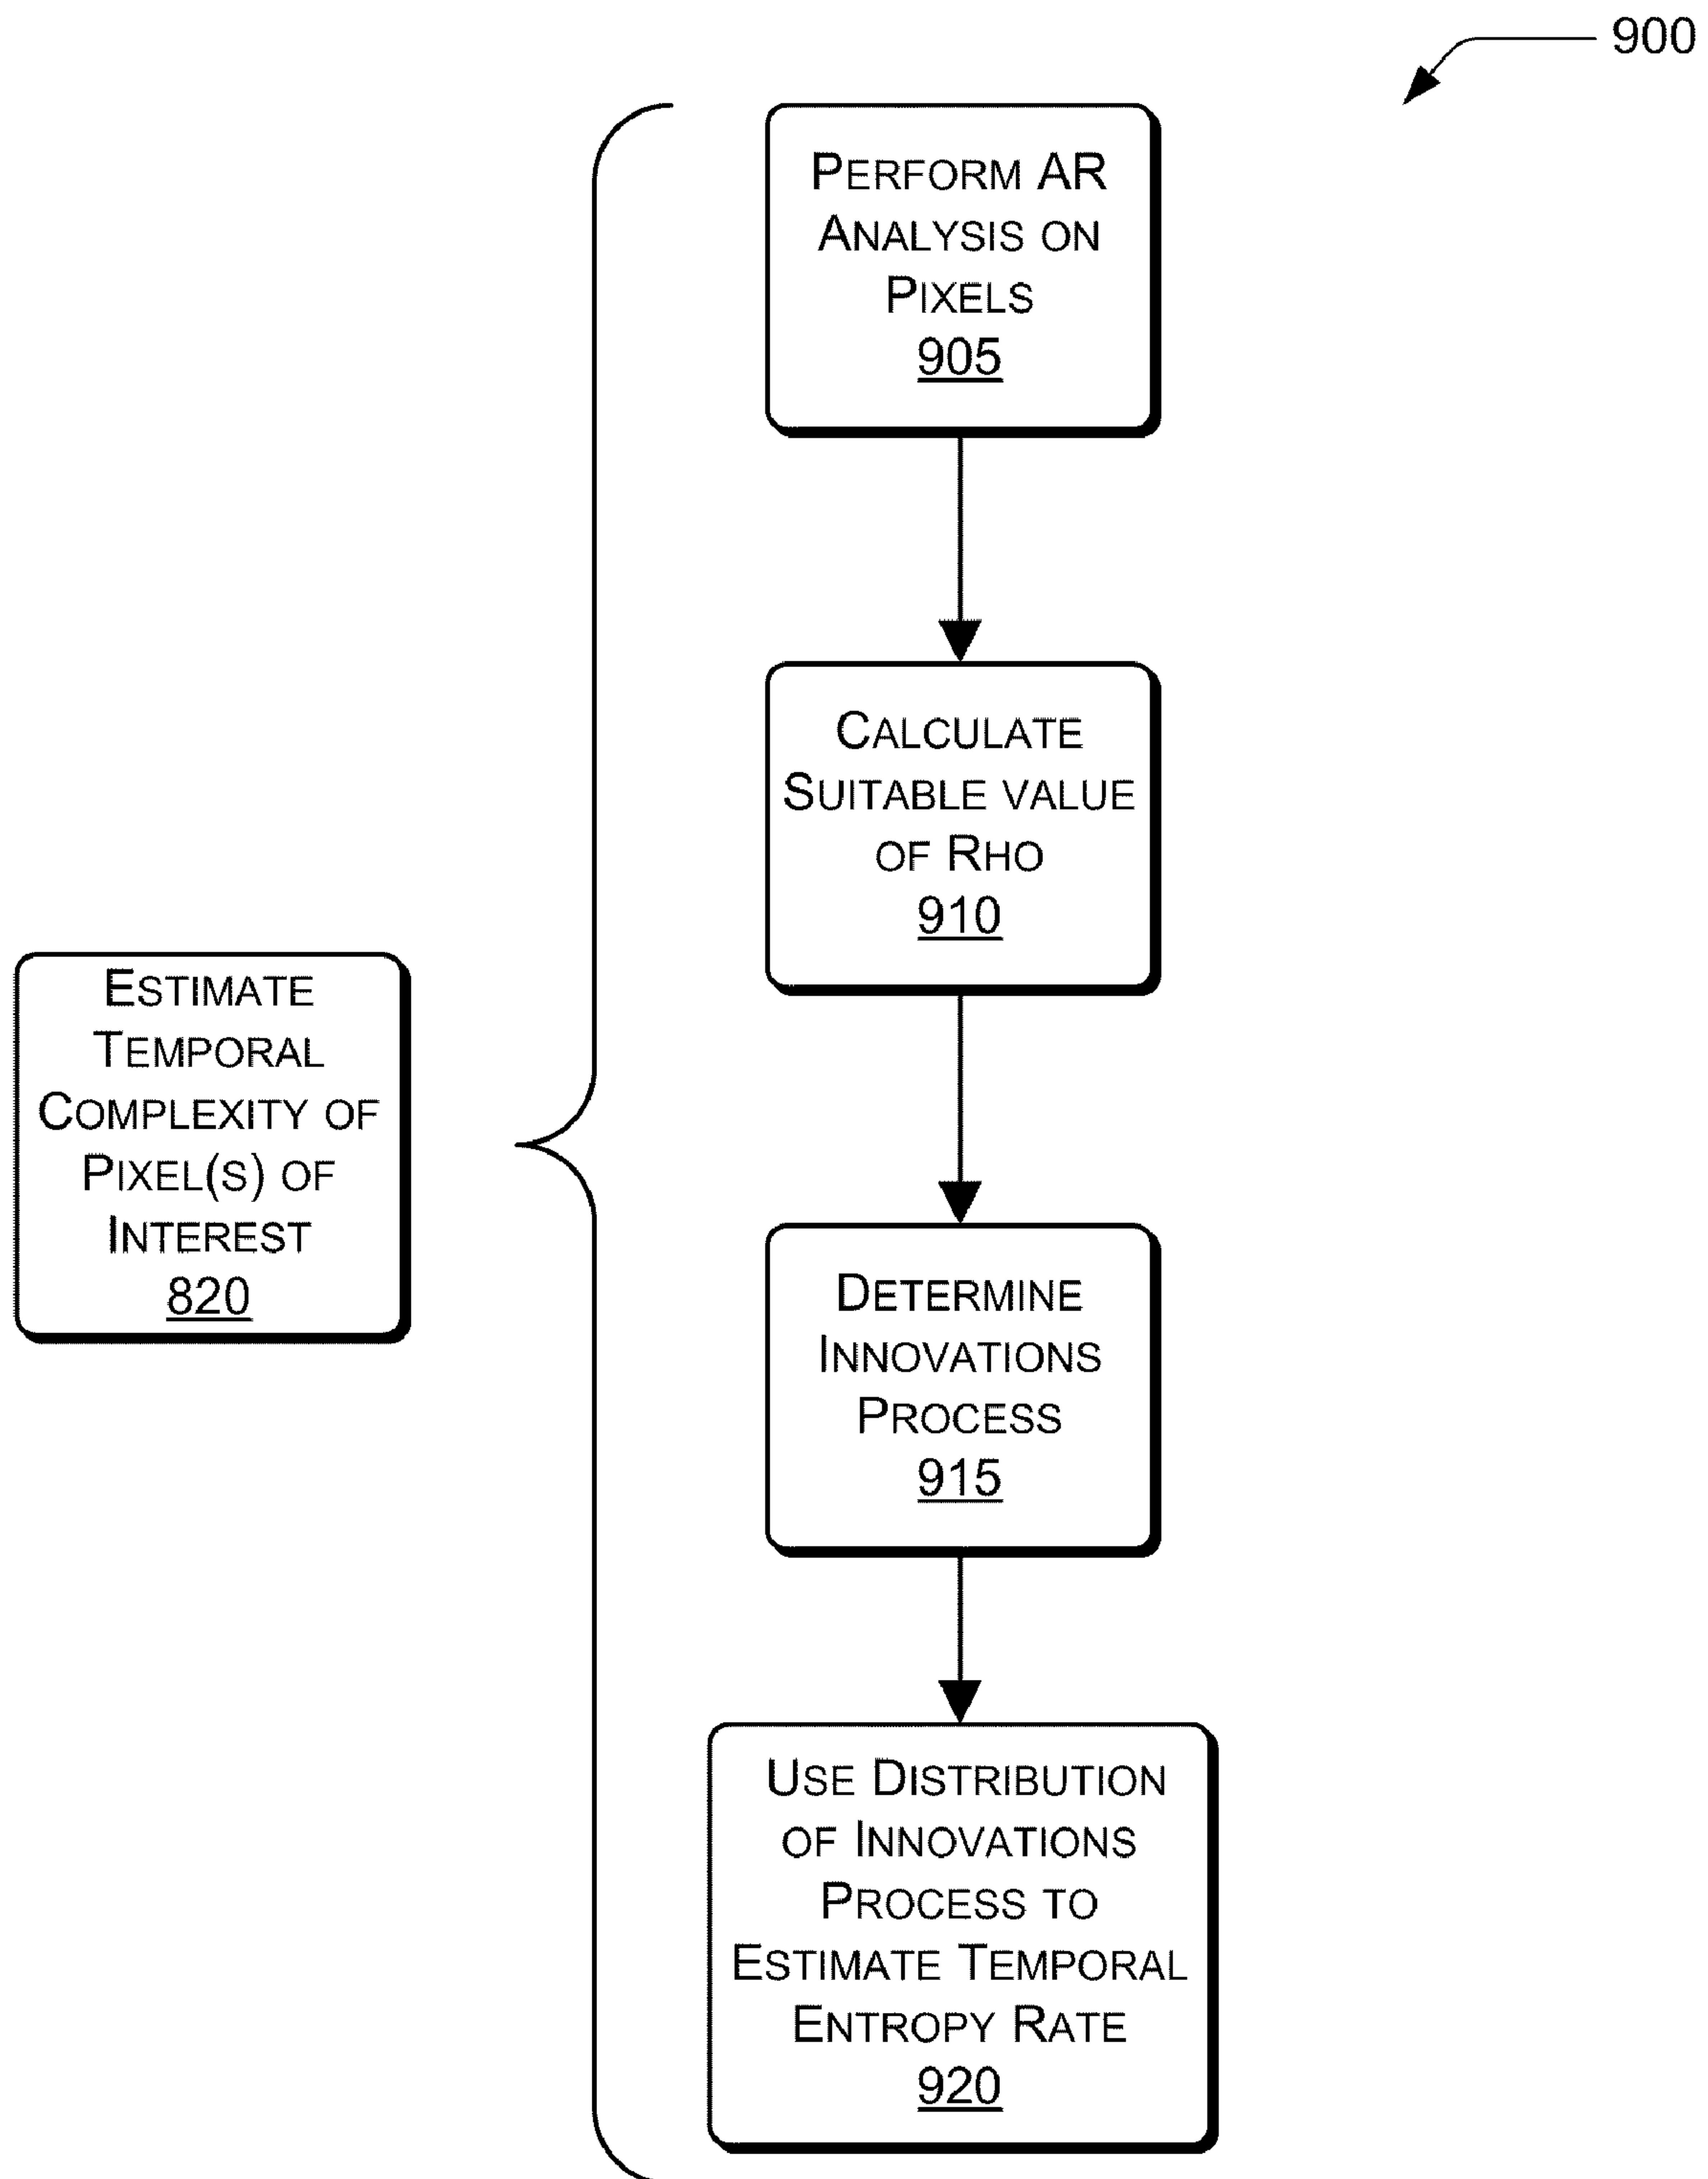 900
PERFORM AR
ANALYSIS ON
PIXELS
905
CALCULATE
SUITABLE VALUE
OF RHO
910
ESTIMATE
TEMPORAL
COMPLEXITY OF
PIXEL(S) OF
INTEREST
820
DETERMINE
INNOVATIONS
PROCESS
915
USE DISTRIBUTION
OF INNOVATIONS
PROCESS TO
ESTIMATE TEMPORAL
ENTROPY RATE
920